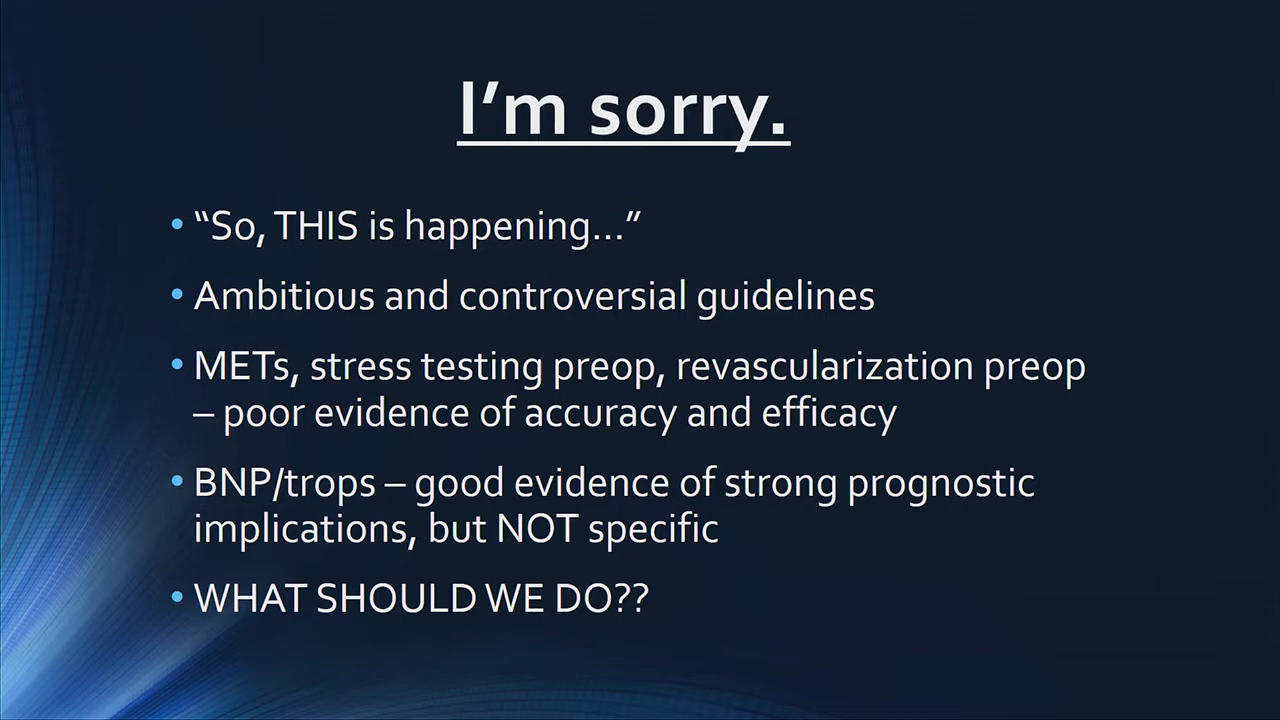 I’m sorry.
• “So, THIS is happening...”
• Ambitious and controversial guidelines
• METs, stress testing preop, revascularization preop
– poor evidence of accuracy and efficacy
• BNP/trops – good evidence of strong prognostic
implications, but NOT specific
• WHAT SHOULD WE DO??